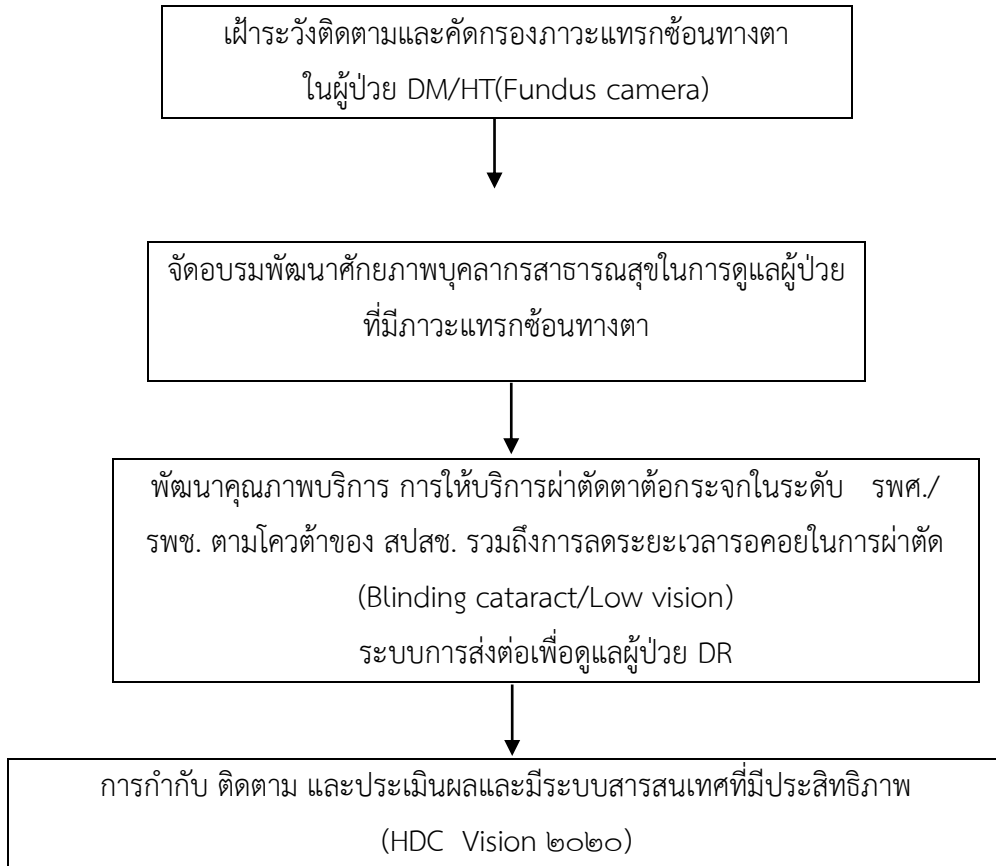 เฝ้าระวังติดตามและคัดกรองภาวะแทรกซ้อนทางตา
ในผู้ป่วย DM/HT(Fundus camera)
จัดอบรมพัฒนาศักยภาพบุคลากรสาธารณสุขในการดูแลผู้ป่วย
ที่มีภาวะแทรกซ้อนทางตา
พัฒนาคุณภาพบริการ การให้บริการผ่าตัดตาต้อกระจกในระดับ รพศ./
รพช. ตามโควต้าของ สปสช. รวมถึงการลดระยะเวลารอคอยในการผ่าตัด
(Blinding cataract/Low vision)
ระบบการส่งต่อเพื่อดูแลผู้ป่วย DR
การกำกับ ติดตาม และประเมินผลและมีระบบสารสนเทศที่มีประสิทธิภาพ
(HDC Vision ๒๐๒๐)